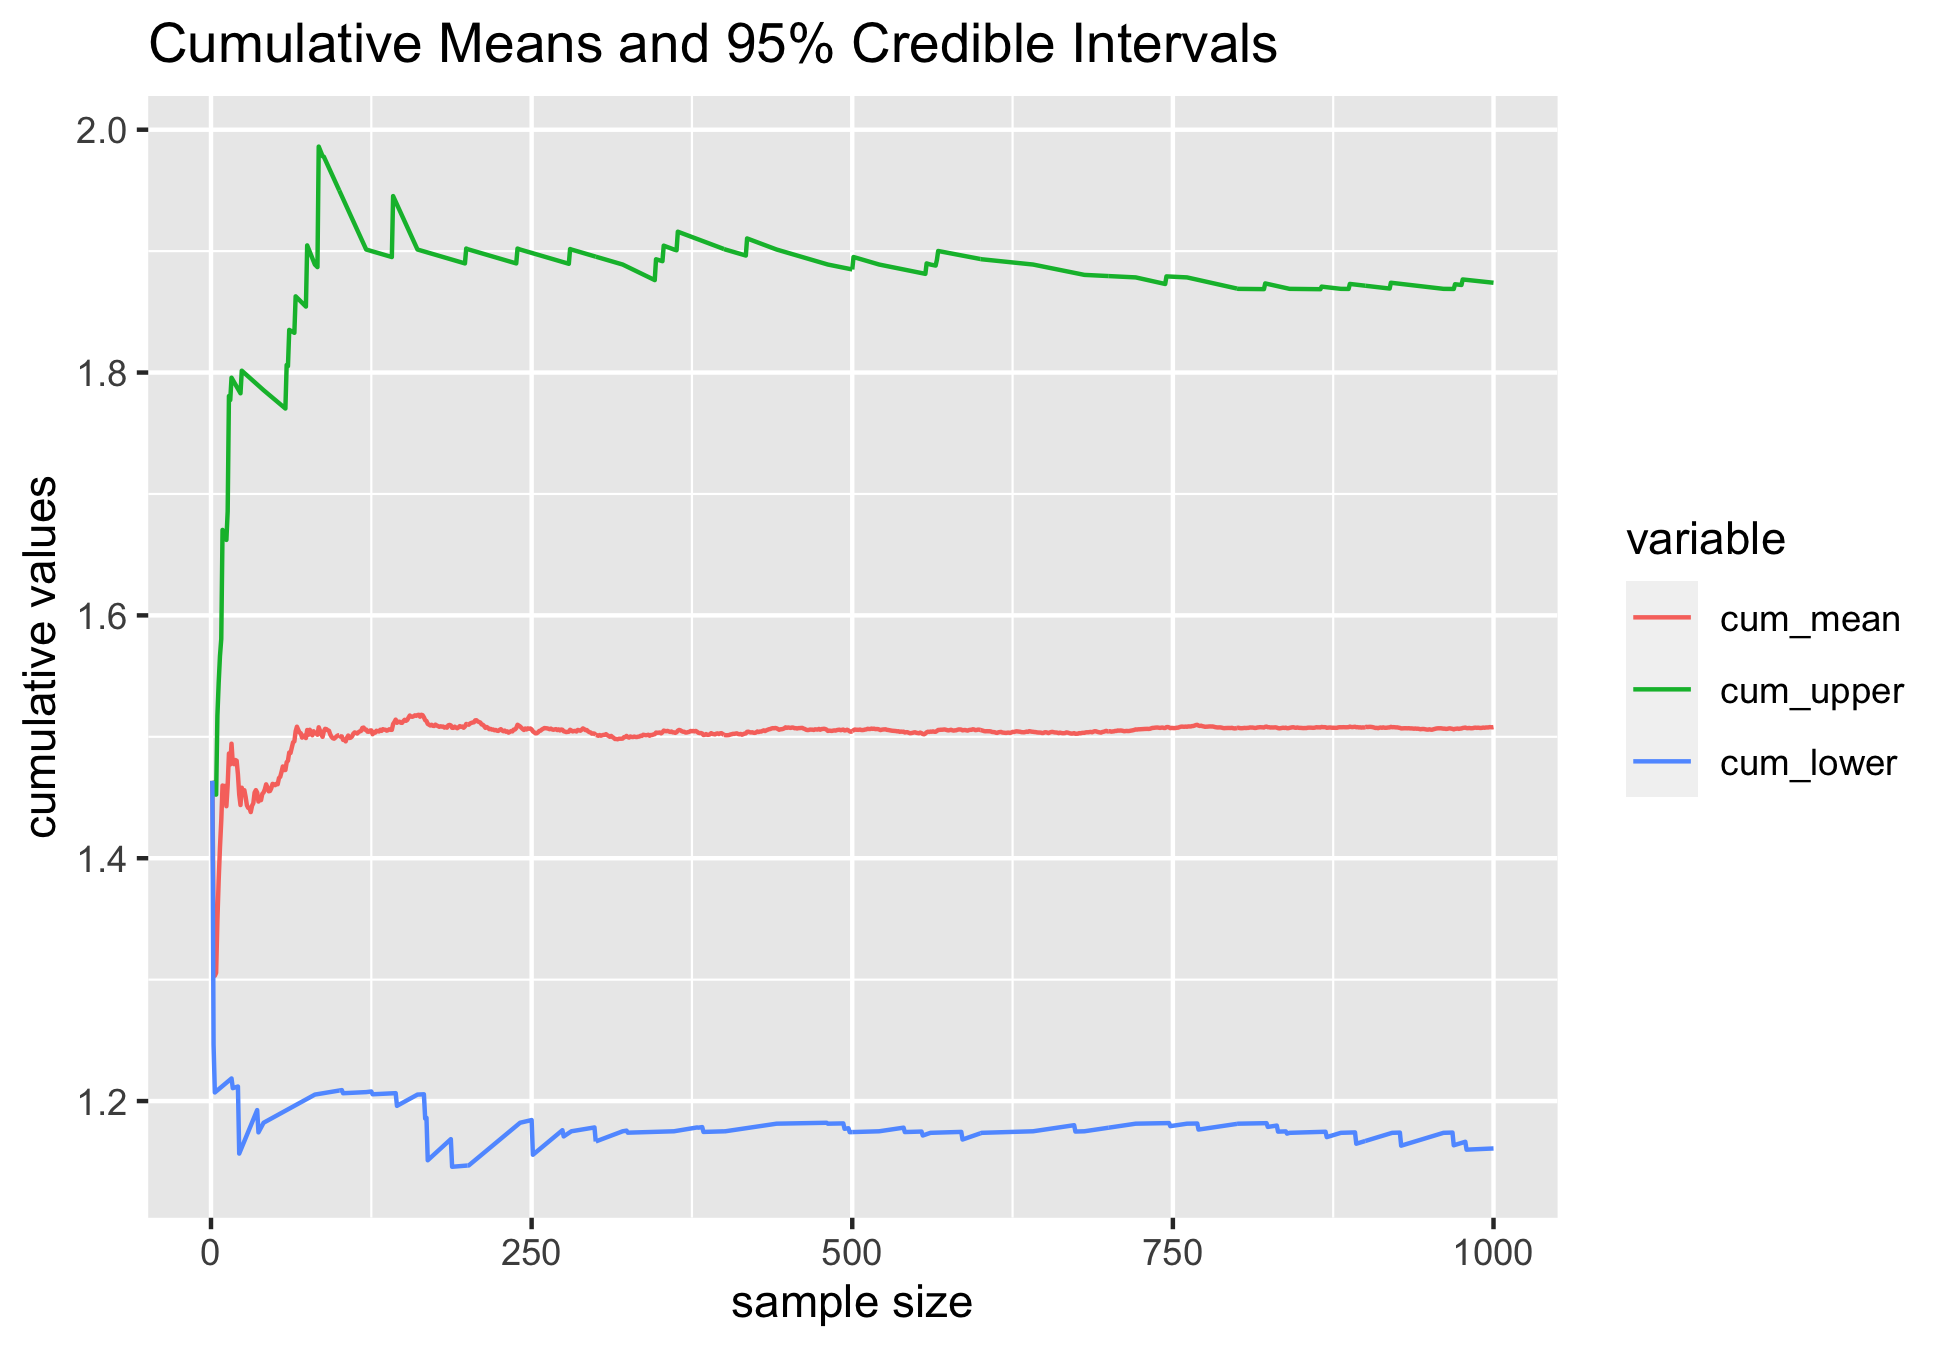 Cumulative Means and 95% Credible Intervals
2.0
1.8
1.6
1.4
1.2
cumulative values
0 250 500 750 1000
sample size
variable
cum_mean
cum_upper
cum_lower